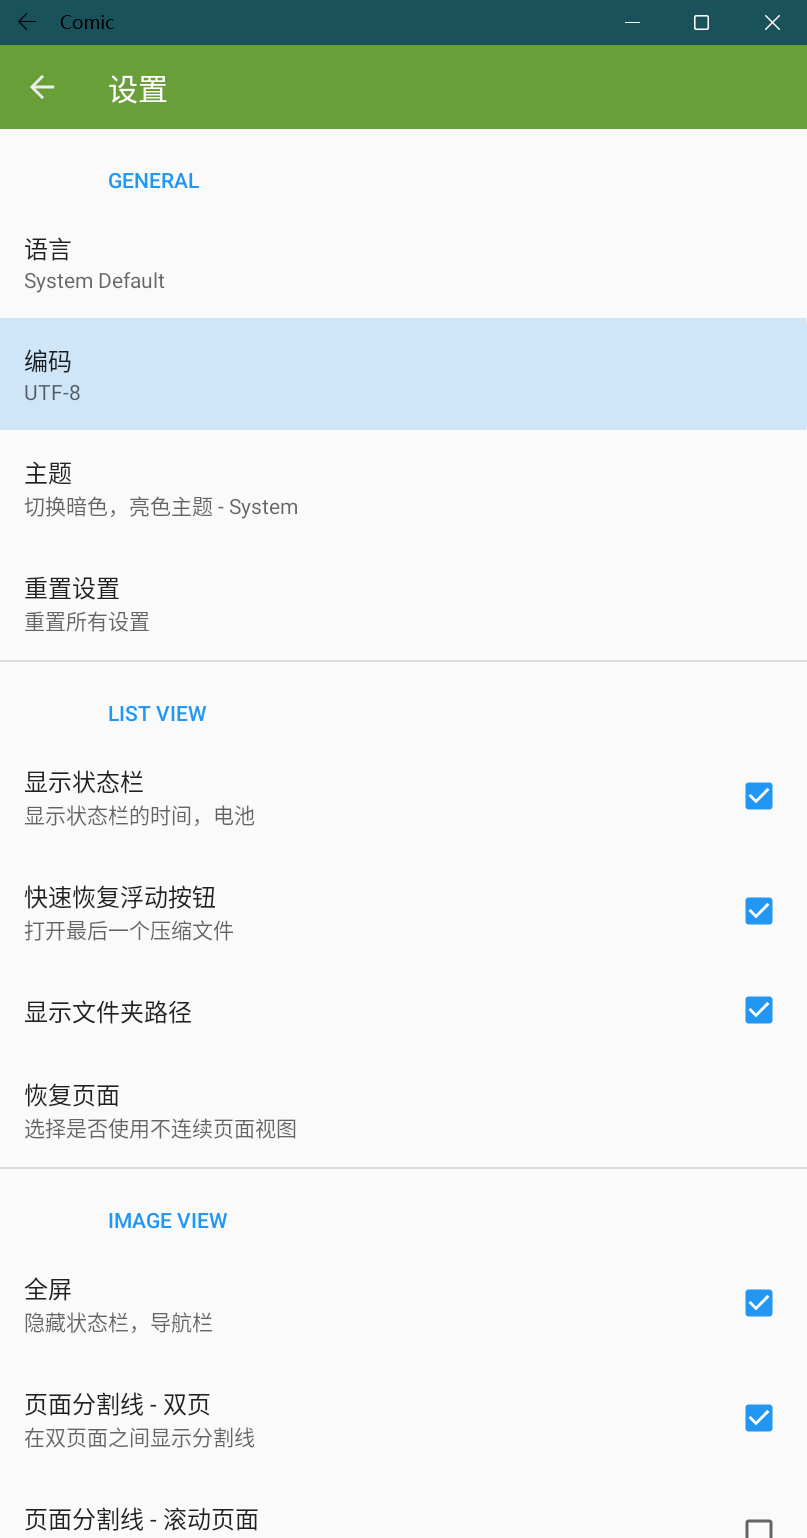 Comic
设置
GENERAL
语言
System Default
编码
UTF-8
主题
切换暗色，亮色主题 - System
重置设置
重置所有设置
LIST VIEW
显示状态栏
显示状态栏的时间，电池
快速恢复浮动按钮
打开最后一个压缩文件
显示文件夹路径
恢复页面
选择是否使用不连续页面视图
IMAGE VIEW
全屏
隐藏状态栏，导航栏
页面分割线 - 双页
在双页面之间显示分割线
页面分割线 - 滚动页面